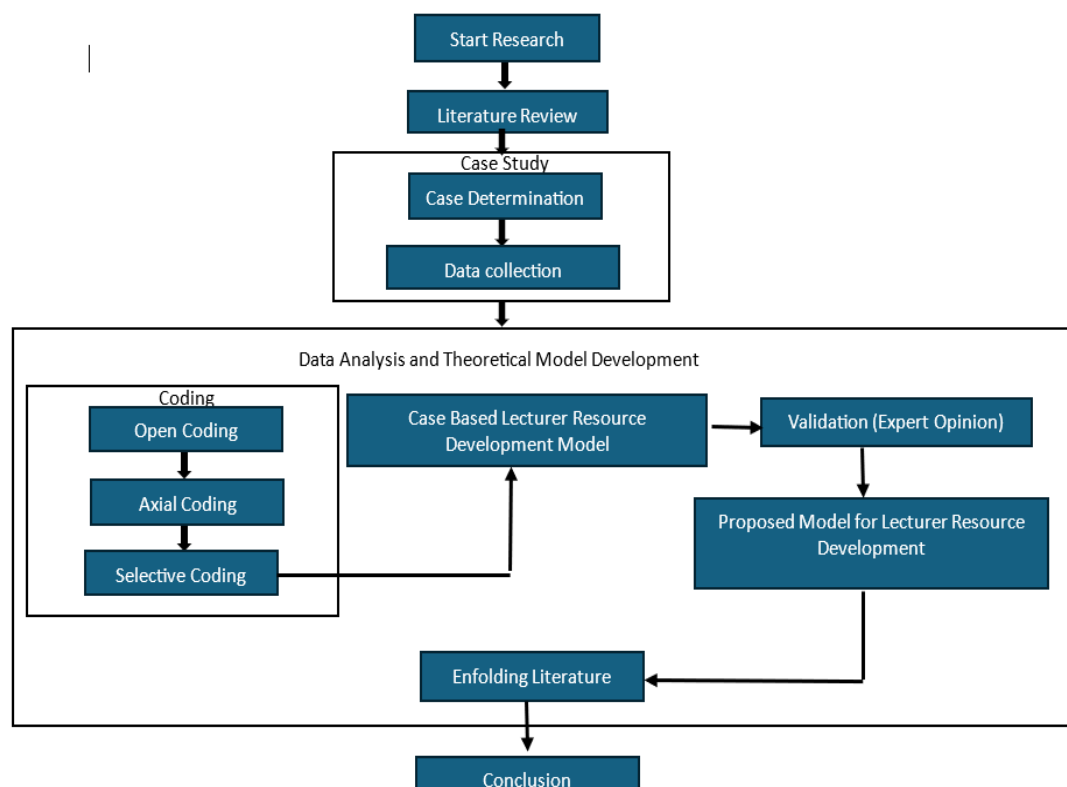 Start Research
Literature Review
Case Study
Case Determination
Data collection
Data Analysis and Theoretical Model Development
Coding
Open Coding
Axial Coding
Selective Coding
Case Based Lecturer Resource
Development Model
Validation (Expert Opinion)
Proposed Model for Lecturer Resource
Development
Enfolding Literature
Conclusion